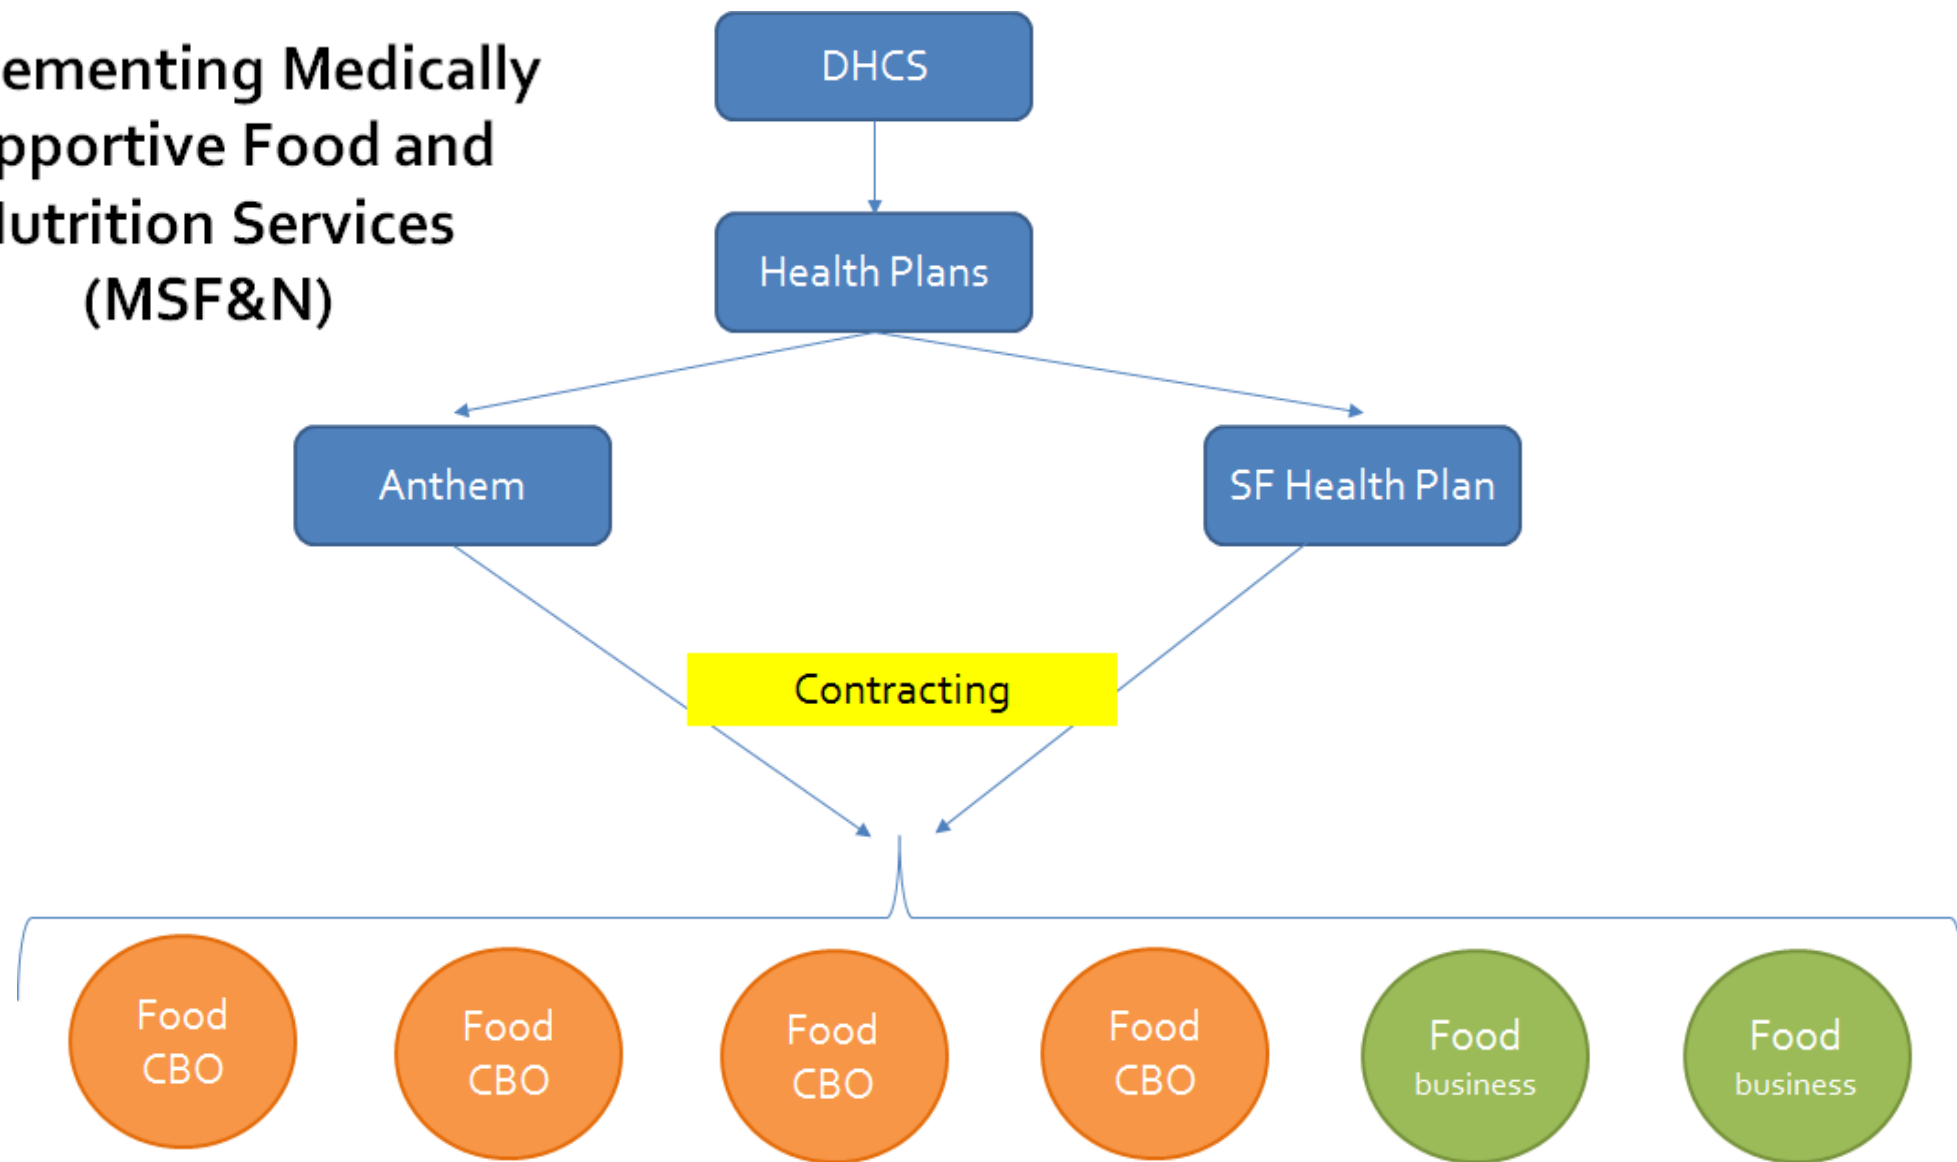 ementing Medically
pportive Food and
utrition Services
(MSF&N)
DHCS
Health Plans
Anthem
SF Health Plan
Contracting
Food
CBO
Food
CBO
Food
CBO
Food
CBO
Food
business
Food
business